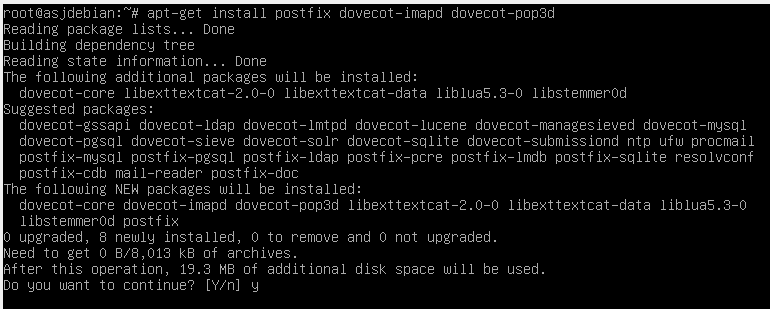 root@asjdebian:~# apt-get install postfix dovecot-imapd dovecot-pop3d
Reading package lists... Done
Building dependency tree
Reading state information... Done
The following additional packages will be installed:
  dovecot-core libexttextcat-2.0-0 libexttextcat-data liblua5.3-0 libstemmer0d
Suggested packages:
  dovecot-gssapi dovecot-ldap dovecot-lmtpd dovecot-lucene dovecot-managesieved dovecot-mysql
  dovecot-pgsql dovecot-sieve dovecot-solr dovecot-sqlite dovecot-submissiond ntp ufw procmail
  postfix-mysql postfix-pgsql postfix-ldap postfix-pcre postfix-lmdb postfix-sqlite resolvconf
  postfix-cdb mail-reader postfix-doc
The following NEW packages will be installed:
  dovecot-core dovecot-imapd dovecot-pop3d libexttextcat-2.0-0 libexttextcat-data liblua5.3-0
  libstemmer0d postfix
0 upgraded, 8 newly installed, 0 to remove and 0 not upgraded.
Need to get 0 B/8,013 kB of archives.
After this operation, 19.3 MB of additional disk space will be used.
Do you want to continue? [Y/n] y